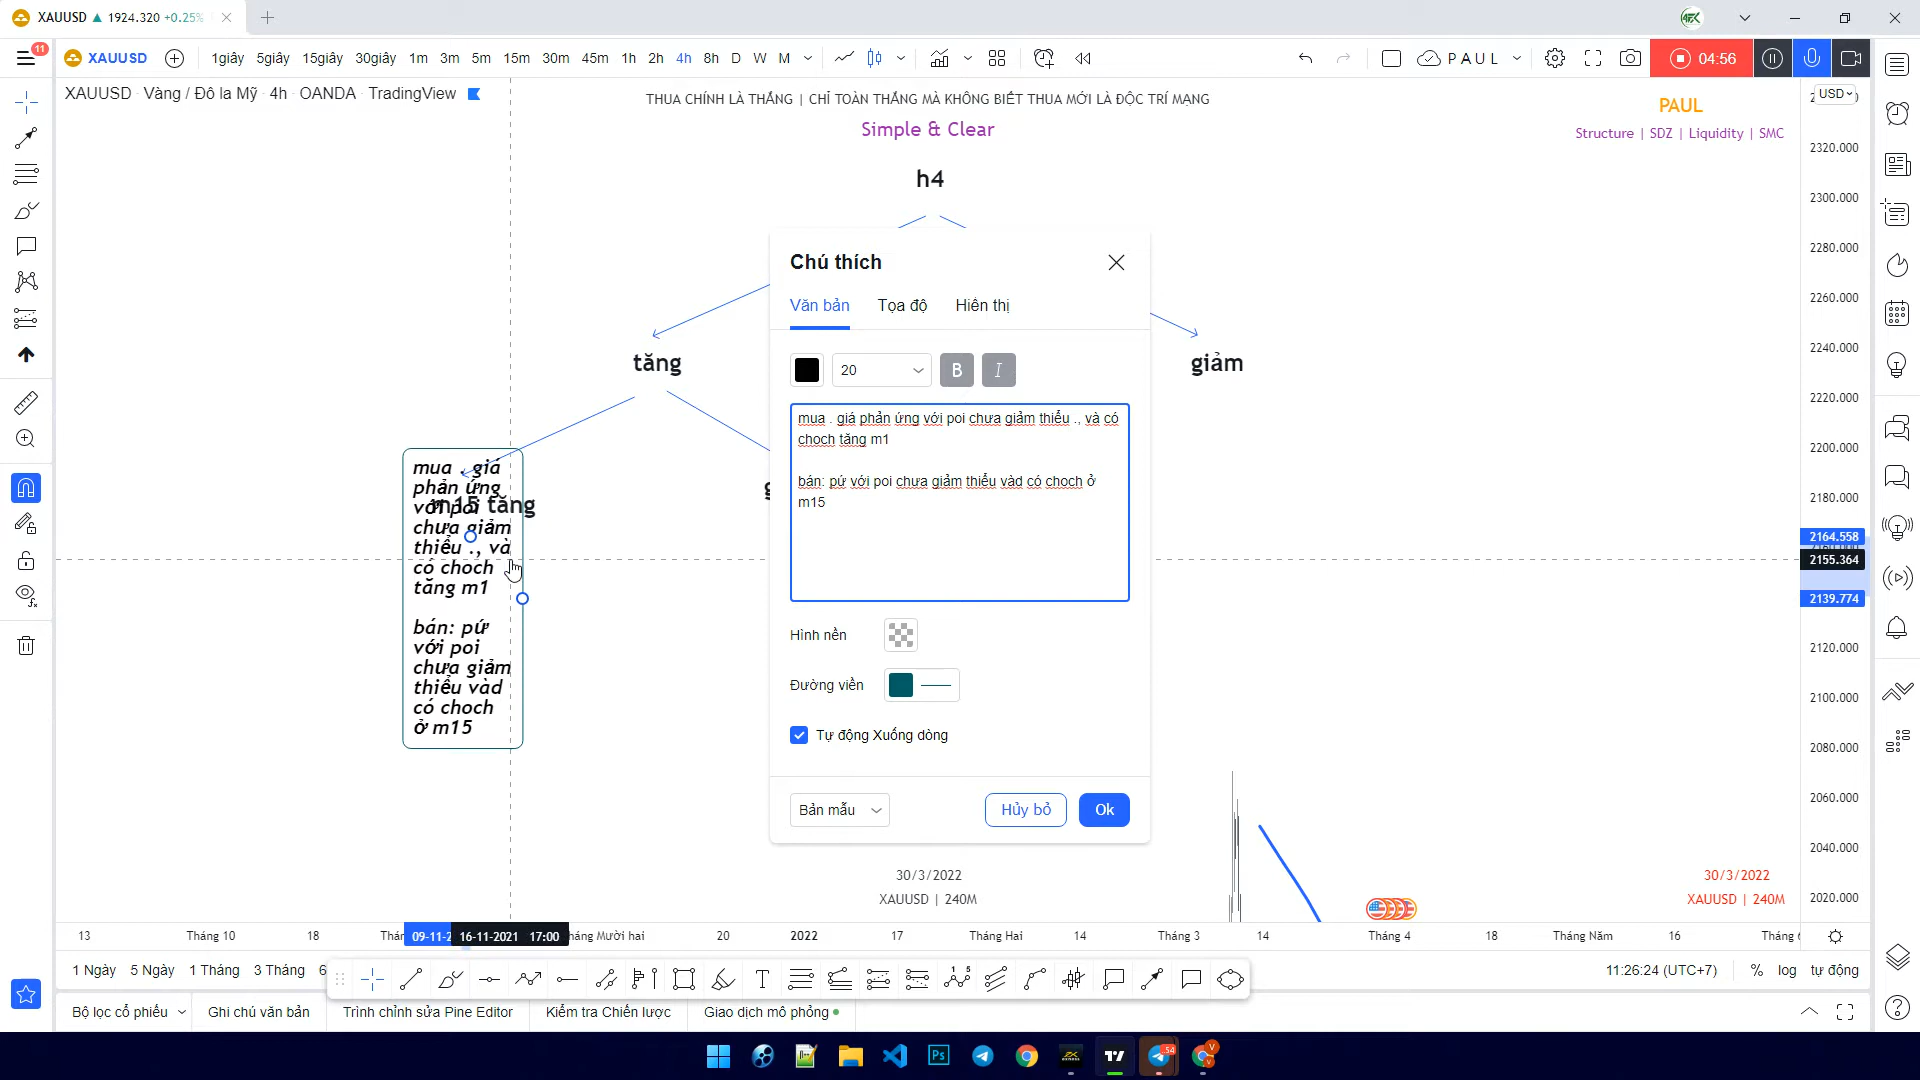 XAUUSD ▲ 1924.320 +0.25%
11
XAUUSD
1giây 5giây 15giây 30giây 1m 3m 5m 15m 30m 45m 1h 2h 4h 8h D W M
P A U L
04:56
XAUUSD · Vàng / Đô la Mỹ · 4h · OANDA · TradingView
THUA CHÍNH LÀ THẮNG | CHỈ TOÀN THẮNG MÀ KHÔNG BIẾT THUA MỚI LÀ ĐỘC TRÍ MẠNG
Simple & Clear
PAUL
Structure | SDZ | Liquidity | SMC
USD
h4
tăng
giảm
m15 tăng
mua . giá
phản ứng
với poi
chưa giảm
thiểu ., và
có choch
tăng m1
bán: pứ
với poi
chưa giảm
thiểu vàd
có choch
ở m15
Chú thích
Văn bản Tọa độ Hiên thị
20 B I
mua . giá phản ứng với poi chưa giảm thiểu ., và có
choch tăng m1
bán: pứ với poi chưa giảm thiểu vàd có choch ở
m15
Hình nền
Đường viền
Tự động Xuống dòng
Bản mẫu Hủy bỏ Ok
2320.000
2300.000
2280.000
2260.000
2240.000
2220.000
2200.000
2180.000
2164.558
2155.364
2139.774
2120.000
2100.000
2080.000
2060.000
2040.000
2020.000
30/3/2022
XAUUSD | 240M
30/3/2022
XAUUSD | 240M
13 Tháng 10 18 09-11-2 16-11-2021 17:00 háng Mười hai 20 2022 17 Tháng Hai 14 Tháng 3 14 Tháng 4 18 Tháng Năm 16 Tháng
1 Ngày 5 Ngày 1 Tháng 3 Tháng 6
11:26:24 (UTC+7) % log tự động
Bộ lọc cổ phiếu Ghi chú văn bản Trình chỉnh sửa Pine Editor Kiểm tra Chiến lược Giao dịch mô phỏng
54